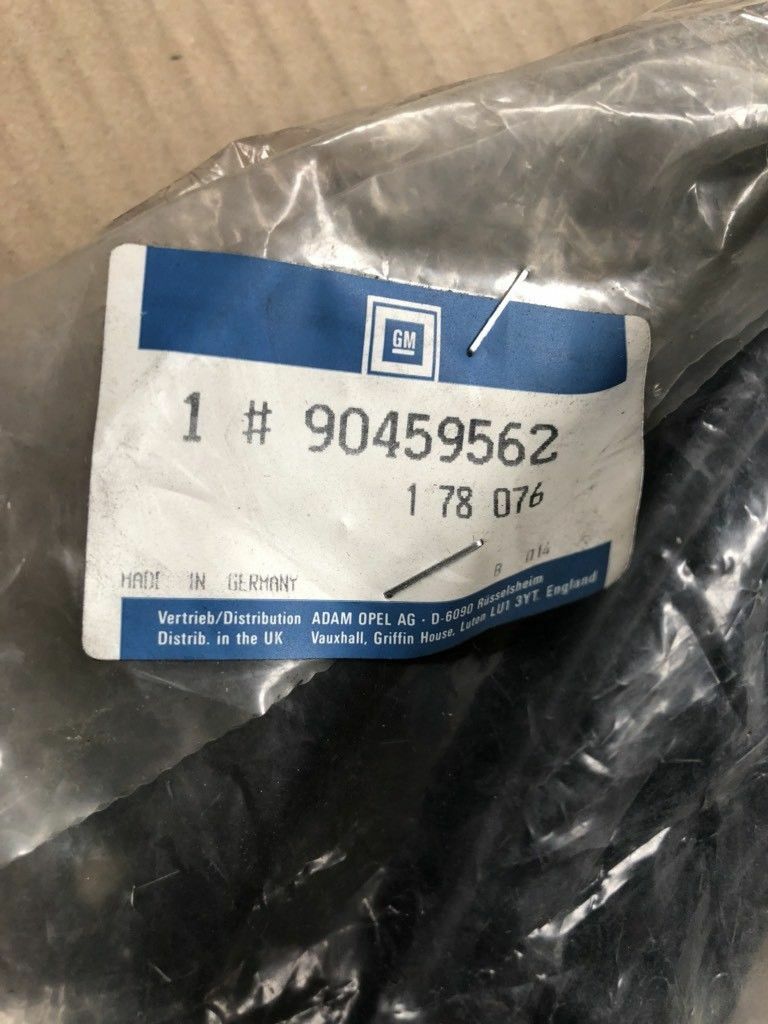 GM
1 # 90459562
1 78 076
B 014
MADE IN GERMANY
Vertrieb/Distribution ADAM OPEL AG · D-6090 Rüsselsheim
Distrib. in the UK Vauxhall, Griffin House, Luton LU1 3YT. England